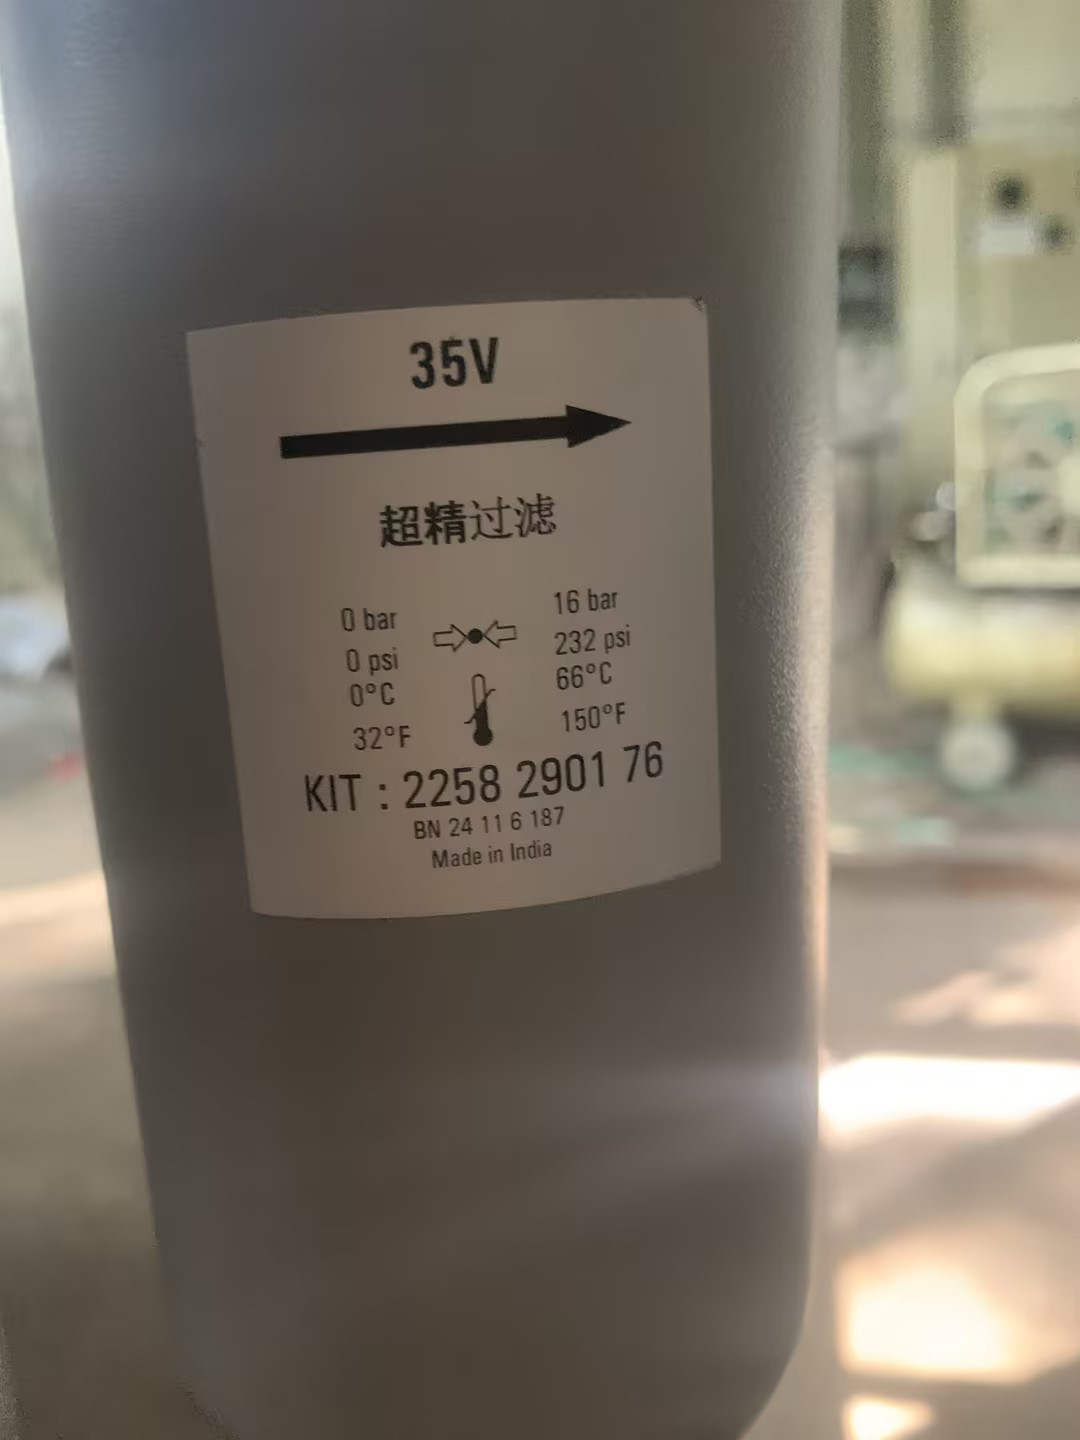 35V
超精过滤
0 bar 16 bar
0 psi 232 psi
0°C 66°C
32°F 150°F
KIT : 2258 2901 76
BN 24 11 6 187
Made in India